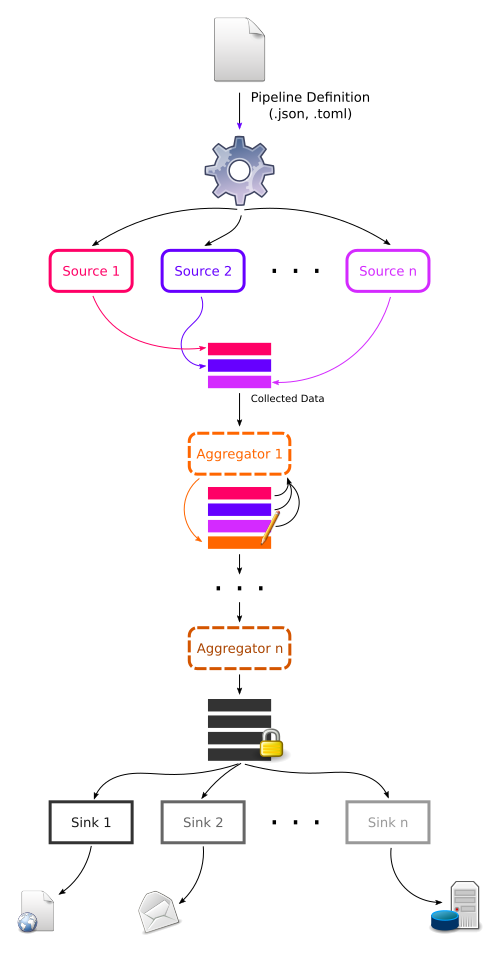 Pipeline Definition
(.json, .toml)
Source 1
Source 2
. . .
Source n
Collected Data
Aggregator 1
. . .
Aggregator n
Sink 1
Sink 2
. . .
Sink n